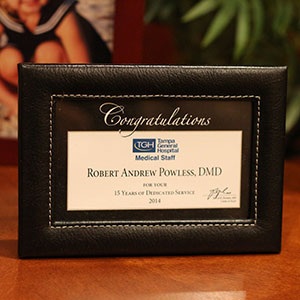 Congratulations
TGH Tampa
General
Hospital
Medical Staff
ROBERT ANDREW POWLESS, DMD
FOR YOUR
15 YEARS OF DEDICATED SERVICE
2014